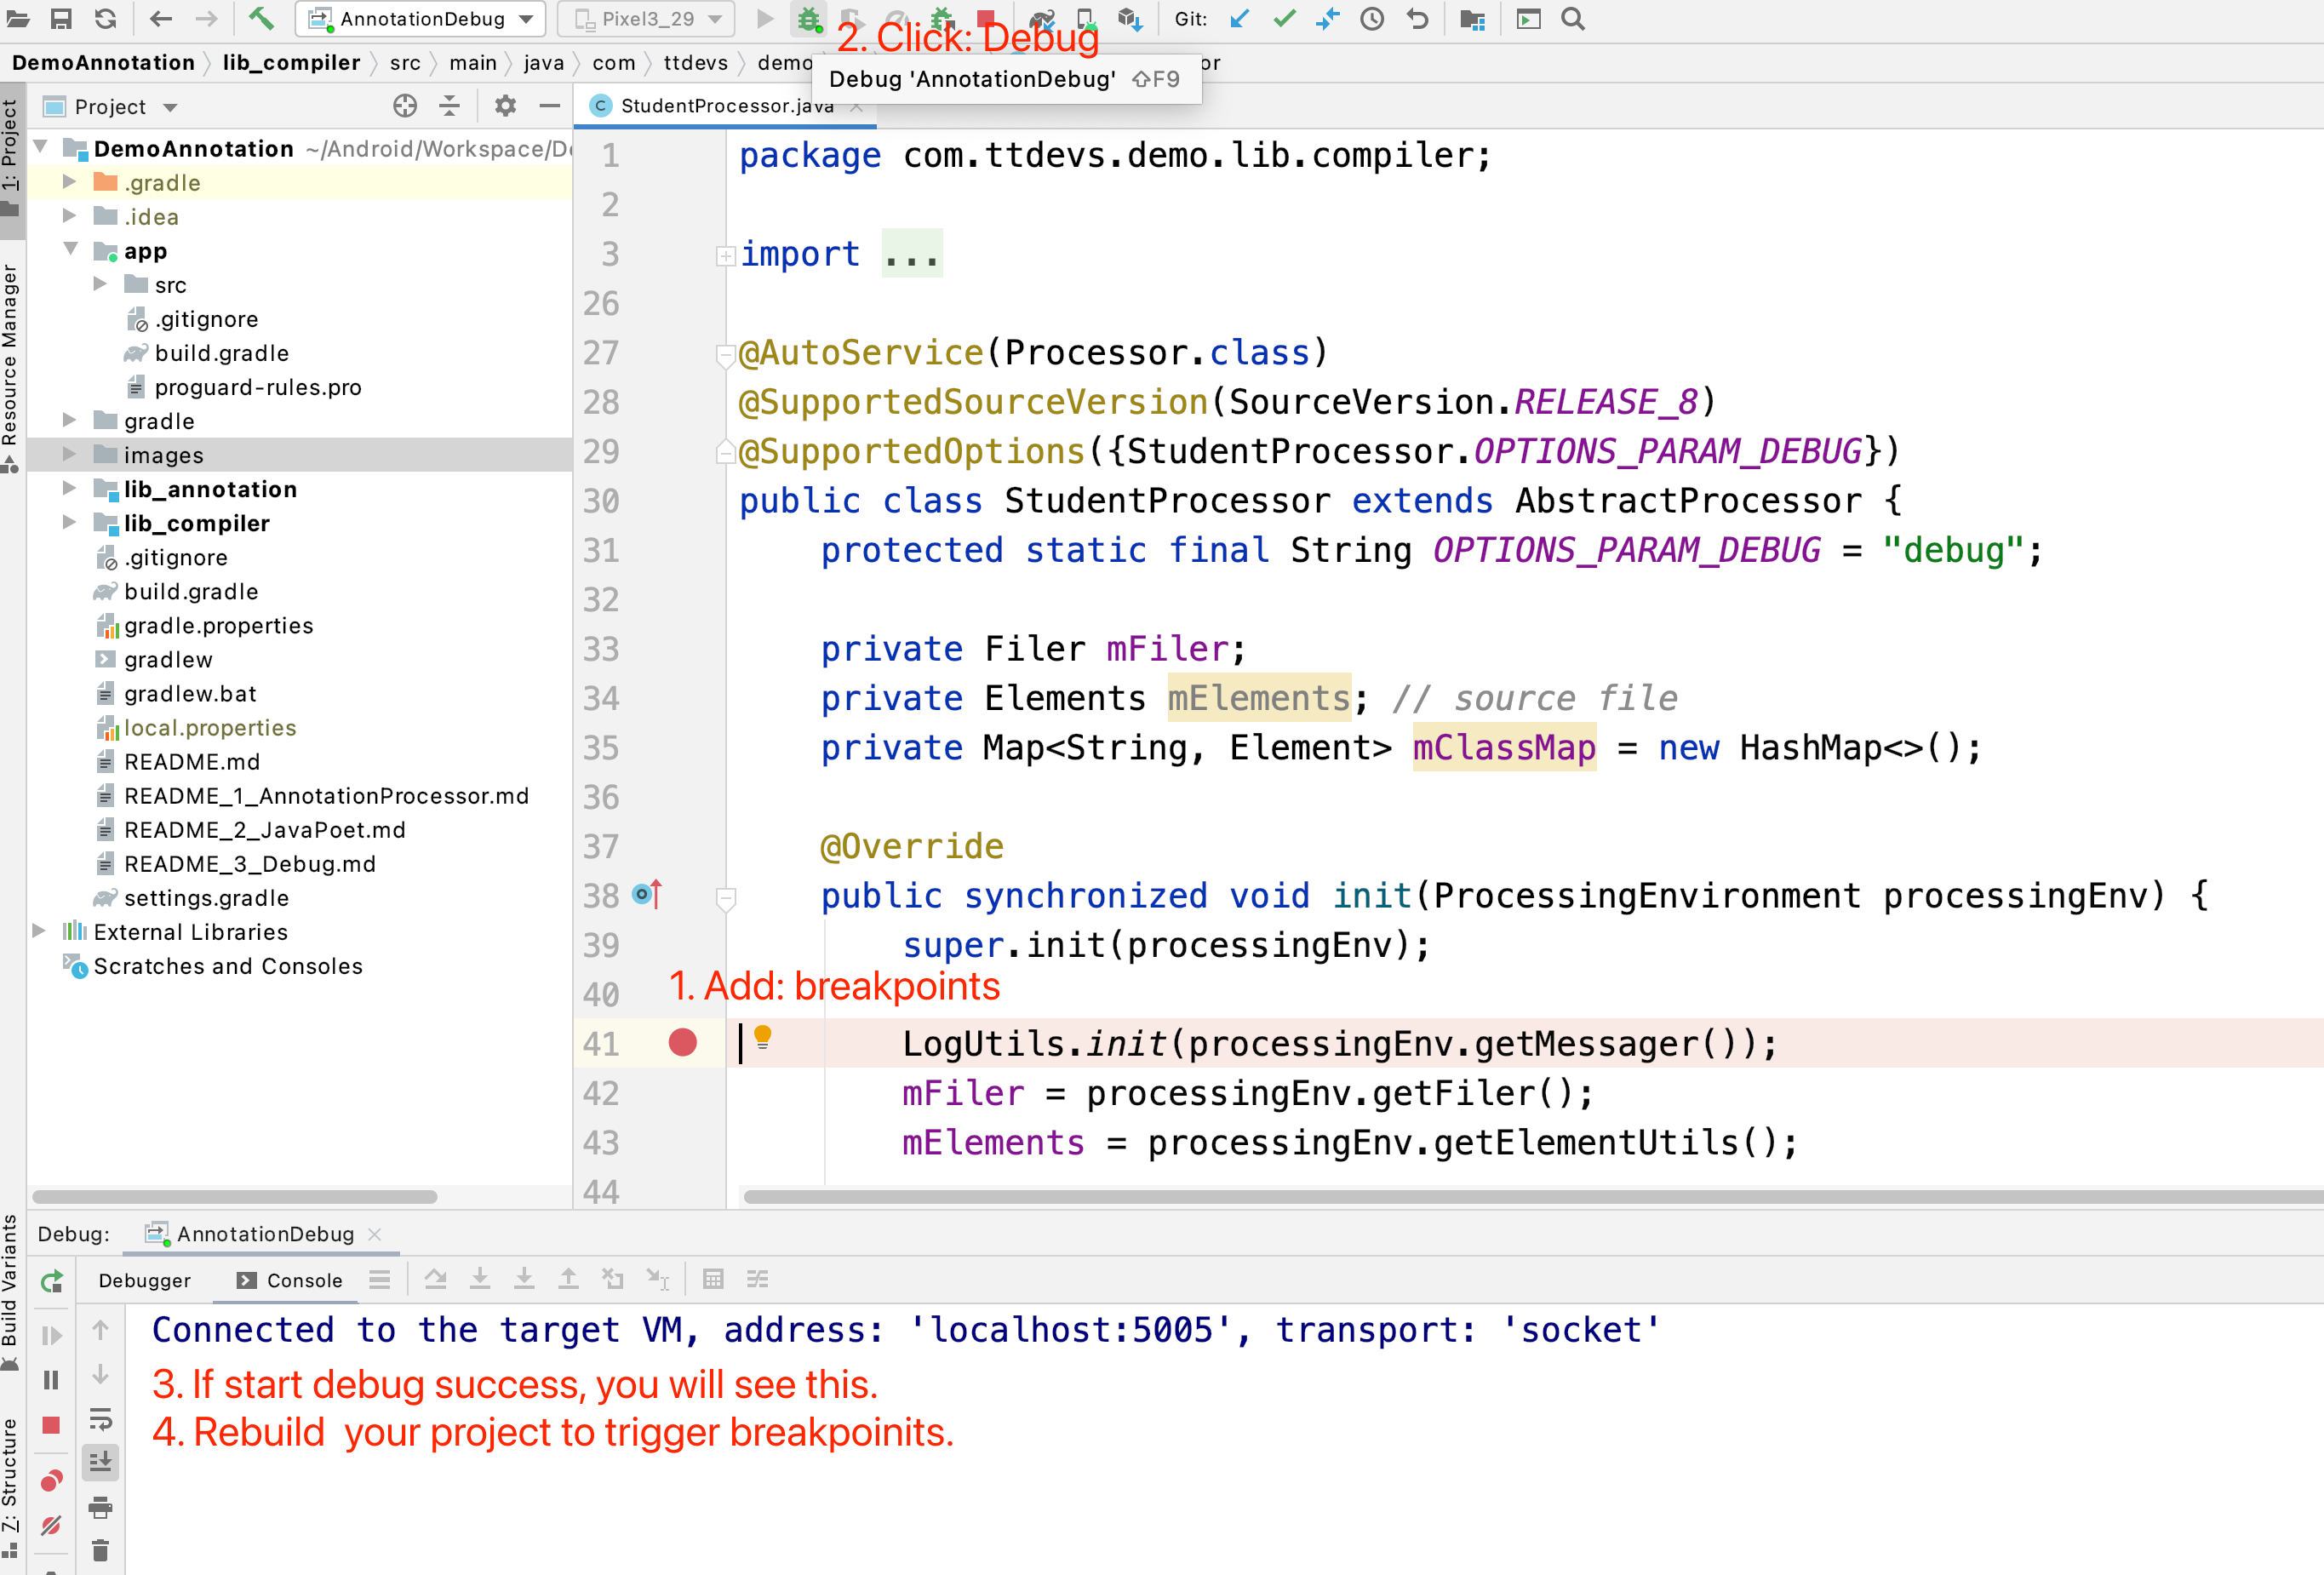 AnnotationDebug
Pixel3_29
Git:
2. Click: Debug
DemoAnnotation
lib_compiler
src
main
java
com
ttdevs
demo
or
Debug 'AnnotationDebug' ⇧F9
1: Project
Resource Manager
Build Variants
Z: Structure
Project
StudentProcessor.java
DemoAnnotation ~/Android/Workspace/De
.gradle
.idea
app
src
.gitignore
build.gradle
proguard-rules.pro
gradle
images
lib_annotation
lib_compiler
.gitignore
build.gradle
gradle.properties
gradlew
gradlew.bat
local.properties
README.md
README_1_AnnotationProcessor.md
README_2_JavaPoet.md
README_3_Debug.md
settings.gradle
External Libraries
Scratches and Consoles
1 package com.ttdevs.demo.lib.compiler;
2
3 import ...
26
27 @AutoService(Processor.class)
28 @SupportedSourceVersion(SourceVersion.RELEASE_8)
29 @SupportedOptions({StudentProcessor.OPTIONS_PARAM_DEBUG})
30 public class StudentProcessor extends AbstractProcessor {
31 protected static final String OPTIONS_PARAM_DEBUG = "debug";
32
33 private Filer mFiler;
34 private Elements mElements; // source file
35 private Map<String, Element> mClassMap = new HashMap<>();
36
37 @Override
38 public synchronized void init(ProcessingEnvironment processingEnv) {
39 super.init(processingEnv);
40
1. Add: breakpoints
41 LogUtils.init(processingEnv.getMessager());
42 mFiler = processingEnv.getFiler();
43 mElements = processingEnv.getElementUtils();
44
Debug: AnnotationDebug
Debugger
Console
Connected to the target VM, address: 'localhost:5005', transport: 'socket'
3. If start debug success, you will see this.
4. Rebuild your project to trigger breakpoinits.